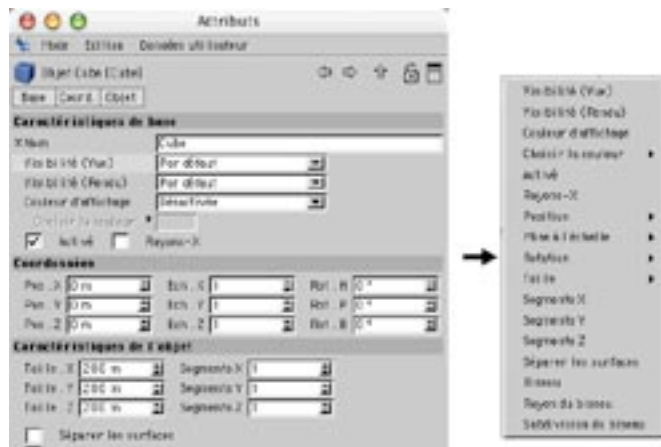 Attributs
Mode Edition Données utilisateur
Objet Cube [Cube]
Base Coord. Objet
Caractéristiques de base
Nom Cube
Visibilité (Vue) Par défaut
Visibilité (Rendu) Par défaut
Couleur d'affichage Désactivée
Choisir la couleur
Activé Rayons-X
Coordonnées
Pos . X 0 m Ech . X 1 Rot . H 0 °
Pos . Y 0 m Ech . Y 1 Rot . P 0 °
Pos . Z 0 m Ech . Z 1 Rot . B 0 °
Caractéristiques de l'objet
Taille . X 200 m Segments X 1
Taille . Y 200 m Segments Y 1
Taille . Z 200 m Segments Z 1
Séparer les surfaces
Visibilité (Vue)
Visibilité (Rendu)
Couleur d'affichage
Choisir la couleur
Activé
Rayons-X
Position
Mise à l'échelle
Rotation
Taille
Segments X
Segments Y
Segments Z
Séparer les surfaces
Biseau
Rayon du biseau
Subdivision du biseau